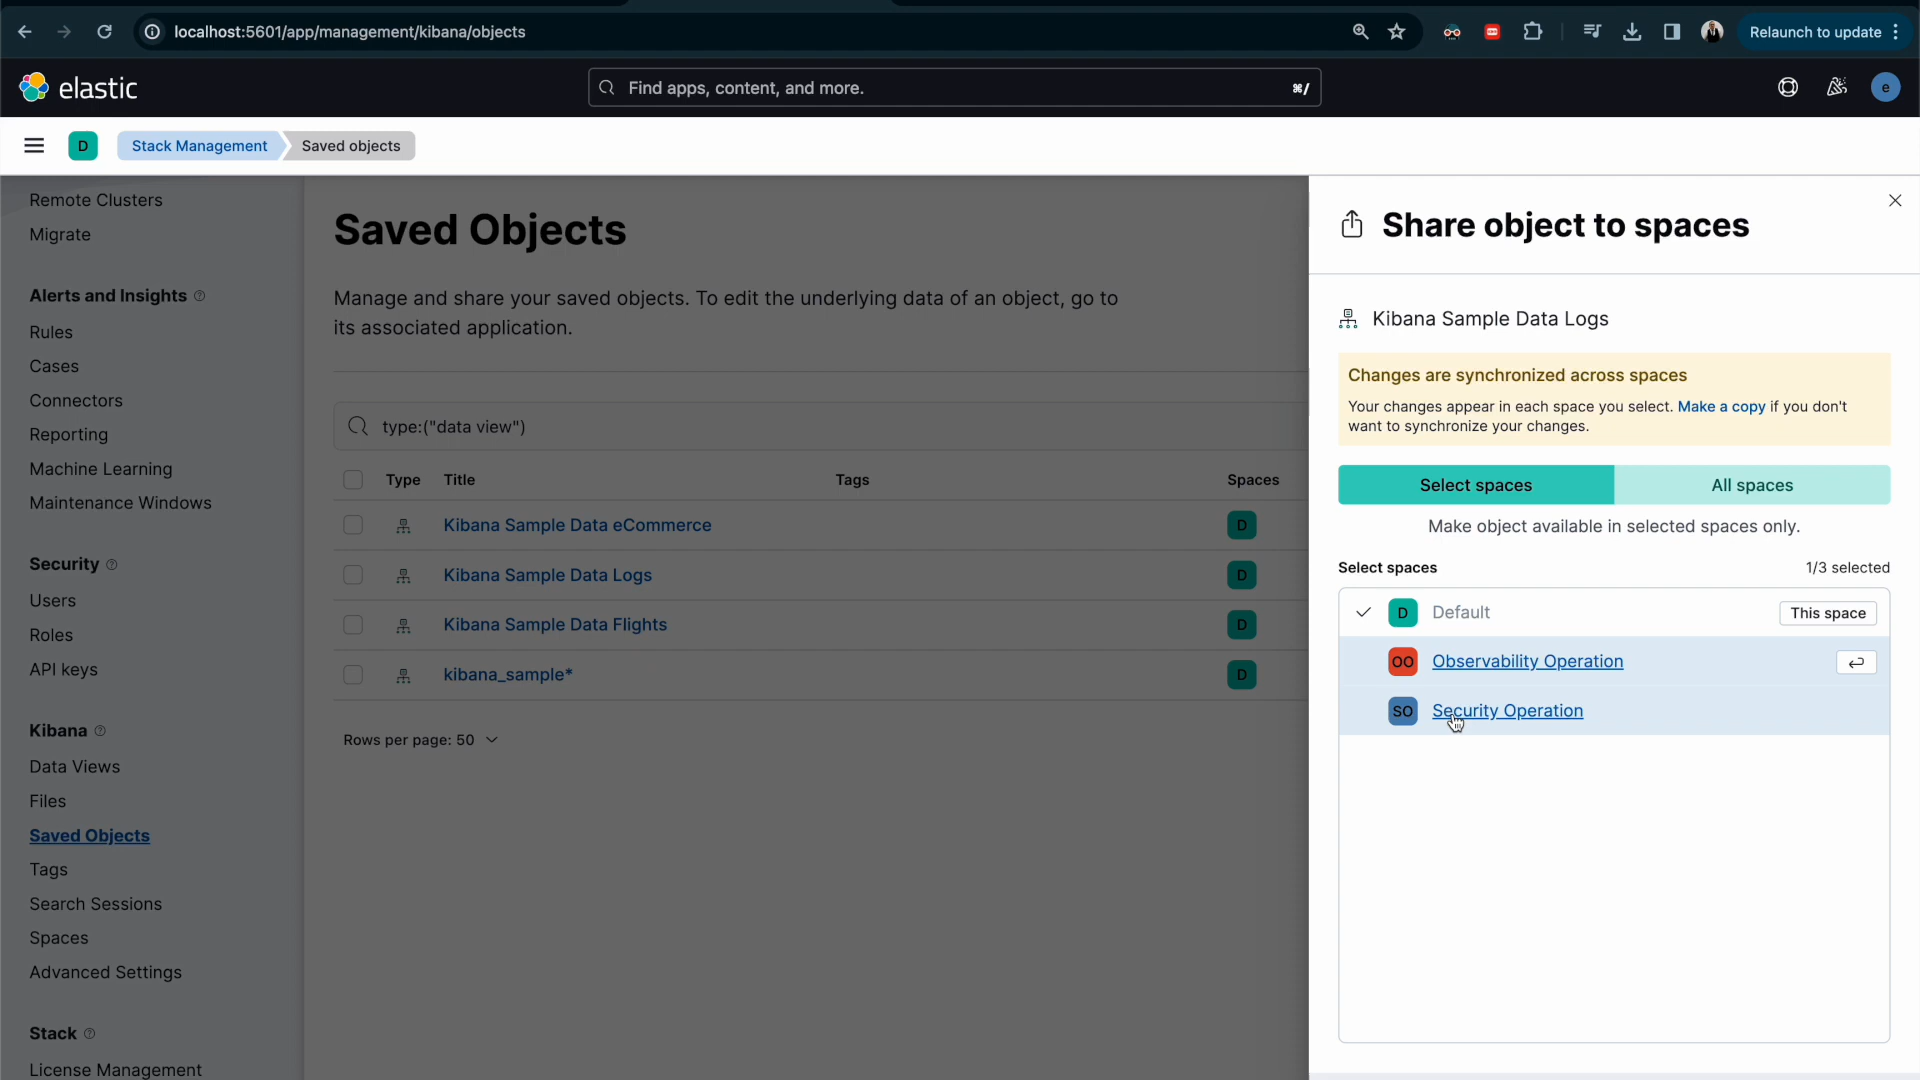 localhost:5601/app/management/kibana/objects
Relaunch to update
elastic
Find apps, content, and more.
⌘/
e
D
Stack Management
Saved objects
Remote Clusters
Migrate
Alerts and Insights
Rules
Cases
Connectors
Reporting
Machine Learning
Maintenance Windows
Security
Users
Roles
API keys
Kibana
Data Views
Files
Saved Objects
Tags
Search Sessions
Spaces
Advanced Settings
Stack
License Management
Saved Objects
Manage and share your saved objects. To edit the underlying data of an object, go to
its associated application.
type:("data view")
Type Title Tags Spaces
Kibana Sample Data eCommerce D
Kibana Sample Data Logs D
Kibana Sample Data Flights D
kibana_sample* D
Rows per page: 50
Share object to spaces
Kibana Sample Data Logs
Changes are synchronized across spaces
Your changes appear in each space you select. Make a copy if you don't
want to synchronize your changes.
Select spaces
All spaces
Make object available in selected spaces only.
Select spaces 1/3 selected
D Default This space
OO Observability Operation
SO Security Operation